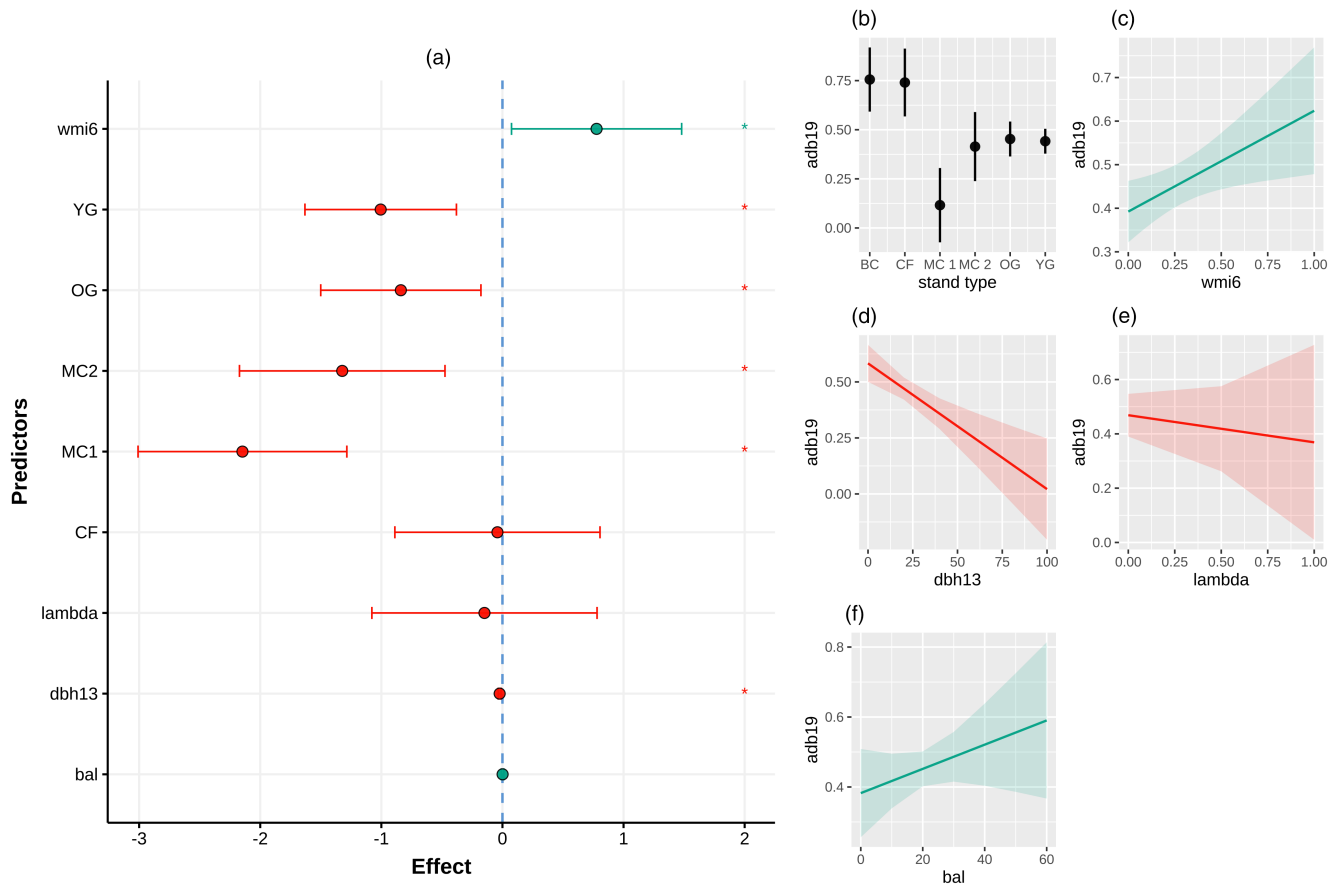 (a)
Predictors
wmi6 *
YG *
OG *
MC2 *
MC1 *
CF
lambda
dbh13 *
bal
-3 -2 -1 0 1 2
Effect
(b)
adb19
0.75
0.50
0.25
0.00
BC CF MC 1 MC 2 OG YG
stand type
(c)
adb19
0.7
0.6
0.5
0.4
0.3
0.00 0.25 0.50 0.75 1.00
wmi6
(d)
adb19
0.50
0.25
0.00
0 25 50 75 100
dbh13
(e)
adb19
0.6
0.4
0.2
0.0
0.00 0.25 0.50 0.75 1.00
lambda
(f)
adb19
0.8
0.6
0.4
0 20 40 60
bal